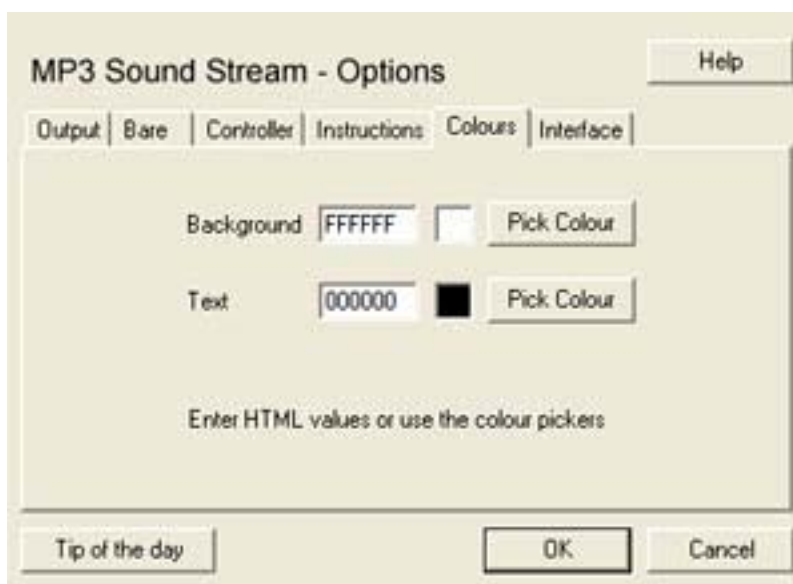 MP3 Sound Stream - Options
Help
Output Bare Controller Instructions Colours Interface
Background FFFFFF Pick Colour
Text 000000 Pick Colour
Enter HTML values or use the colour pickers
Tip of the day OK Cancel